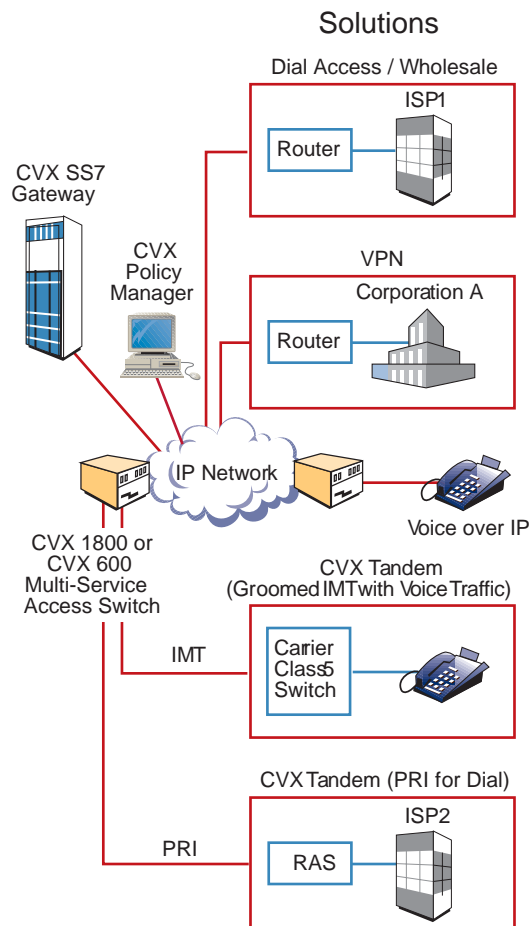 Solutions
Dial Access / Wholesale
ISP1
Router
CVX SS7
Gateway
CVX
Policy
Manager
VPN
Corporation A
Router
IP Network
Voice over IP
CVX 1800 or
CVX 600
Multi-Service
Access Switch
CVX Tandem
(Groomed IMT with Voice Traffic)
IMT
Carrier
Class5
Switch
CVX Tandem (PRI for Dial)
ISP2
PRI
RAS